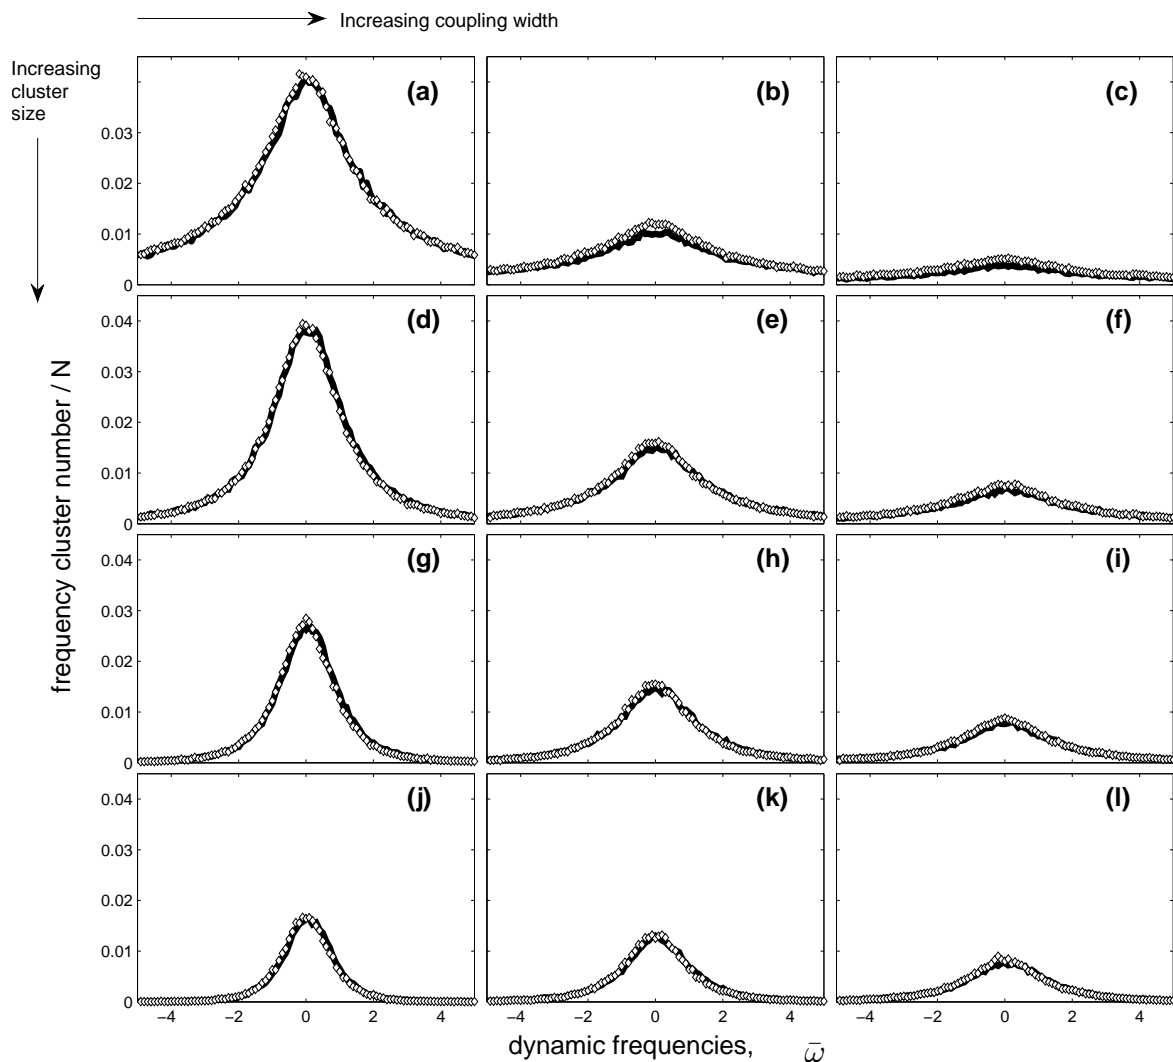 Increasing coupling width
Increasing
cluster
size
(a) (b) (c)
0.03
0.02
0.01
0
(d) (e) (f)
0.04
0.03
0.02
0.01
0
(g) (h) (i)
0.04
0.03
0.02
0.01
0
(j) (k) (l)
0.04
0.03
0.02
0.01
0
−4 −2 0 2 4 −4 −2 0 2 4 −4 −2 0 2 4
frequency cluster number / N
dynamic frequencies, ω̄